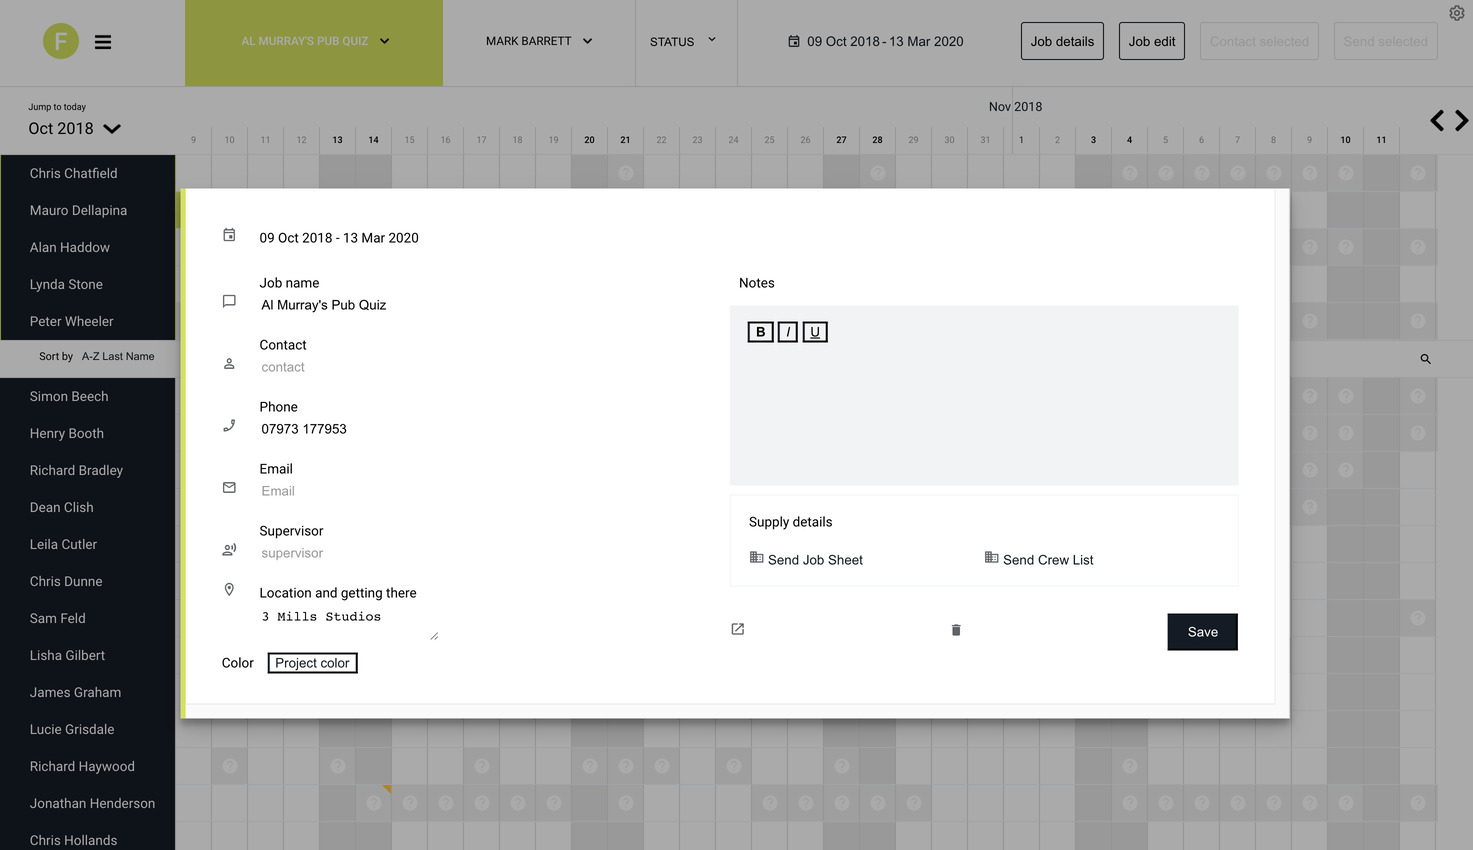 F
AL MURRAY'S PUB QUIZ
MARK BARRETT
STATUS
09 Oct 2018 - 13 Mar 2020
Job details
Job edit
Contact selected
Send selected
Jump to today
Oct 2018
Nov 2018
9 10 11 12 13 14 15 16 17 18 19 20 21 22 23 24 25 26 27 28 29 30 31 1 2 3 4 5 6 7 8 9 10 11
Chris Chatfield
Mauro Dellapina
Alan Haddow
Lynda Stone
Peter Wheeler
Sort by A-Z Last Name
Simon Beech
Henry Booth
Richard Bradley
Dean Clish
Leila Cutler
Chris Dunne
Sam Feld
Lisha Gilbert
James Graham
Lucie Grisdale
Richard Haywood
Jonathan Henderson
Chris Hollands
09 Oct 2018 - 13 Mar 2020
Job name
Al Murray's Pub Quiz
Contact
contact
Phone
07973 177953
Email
Email
Supervisor
supervisor
Location and getting there
3 Mills Studios
Color
Project color
Notes
B I U
Supply details
Send Job Sheet
Send Crew List
Save